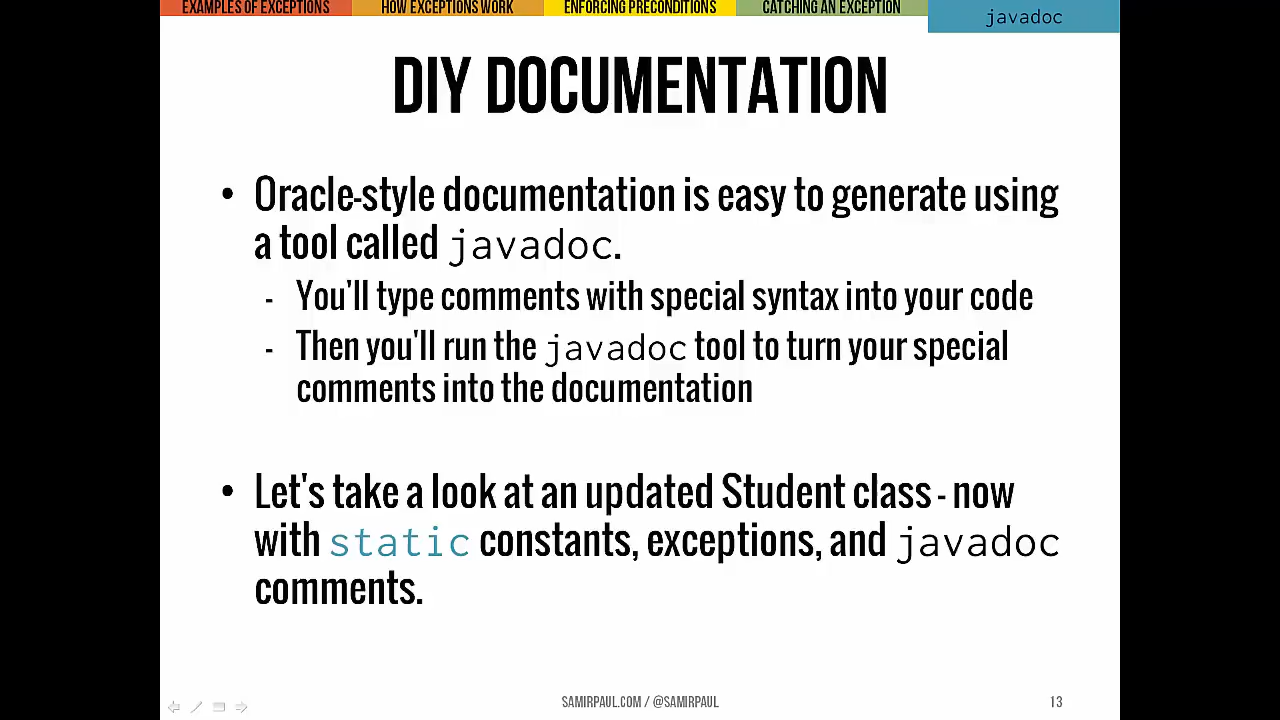 EXAMPLES OF EXCEPTIONS HOW EXCEPTIONS WORK ENFORCING PRECONDITIONS CATCHING AN EXCEPTION javadoc
DIY DOCUMENTATION
• Oracle-style documentation is easy to generate using
a tool called javadoc.
- You'll type comments with special syntax into your code
- Then you'll run the javadoc tool to turn your special
comments into the documentation
• Let's take a look at an updated Student class - now
with static constants, exceptions, and javadoc
comments.
SAMIRPAUL.COM / @SAMIRPAUL 13